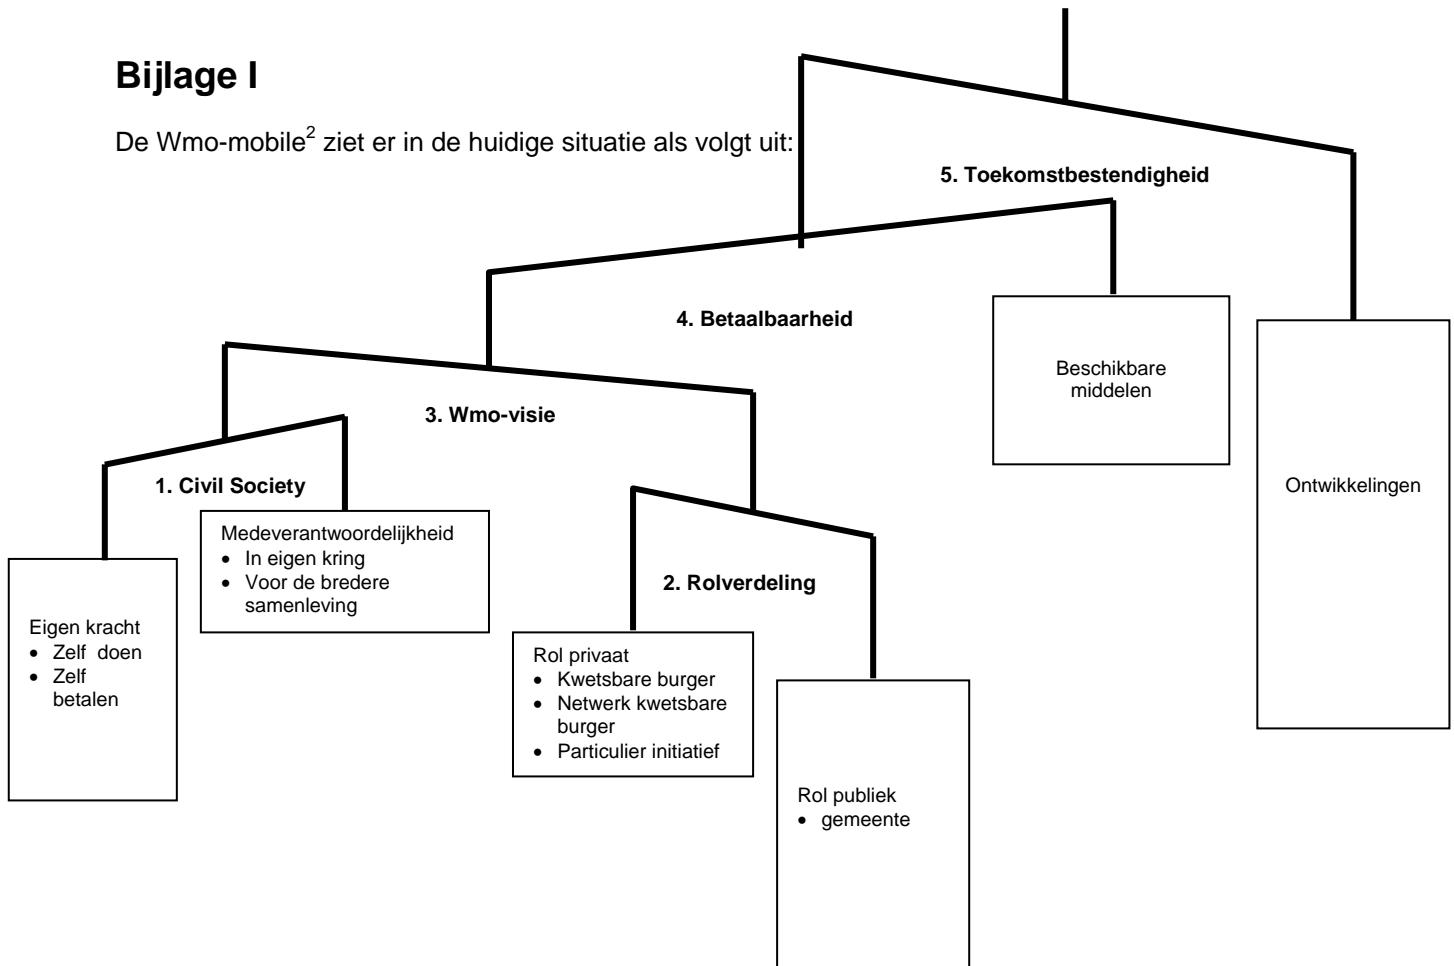 Bijlage I
De Wmo-mobile2 ziet er in de huidige situatie als volgt uit:
5. Toekomstbestendigheid
4. Betaalbaarheid
Beschikbare
middelen
Ontwikkelingen
3. Wmo-visie
1. Civil Society
Medeverantwoordelijkheid
• In eigen kring
• Voor de bredere
samenleving
Eigen kracht
• Zelf doen
• Zelf
betalen
2. Rolverdeling
Rol privaat
• Kwetsbare burger
• Netwerk kwetsbare
burger
• Particulier initiatief
Rol publiek
• gemeente